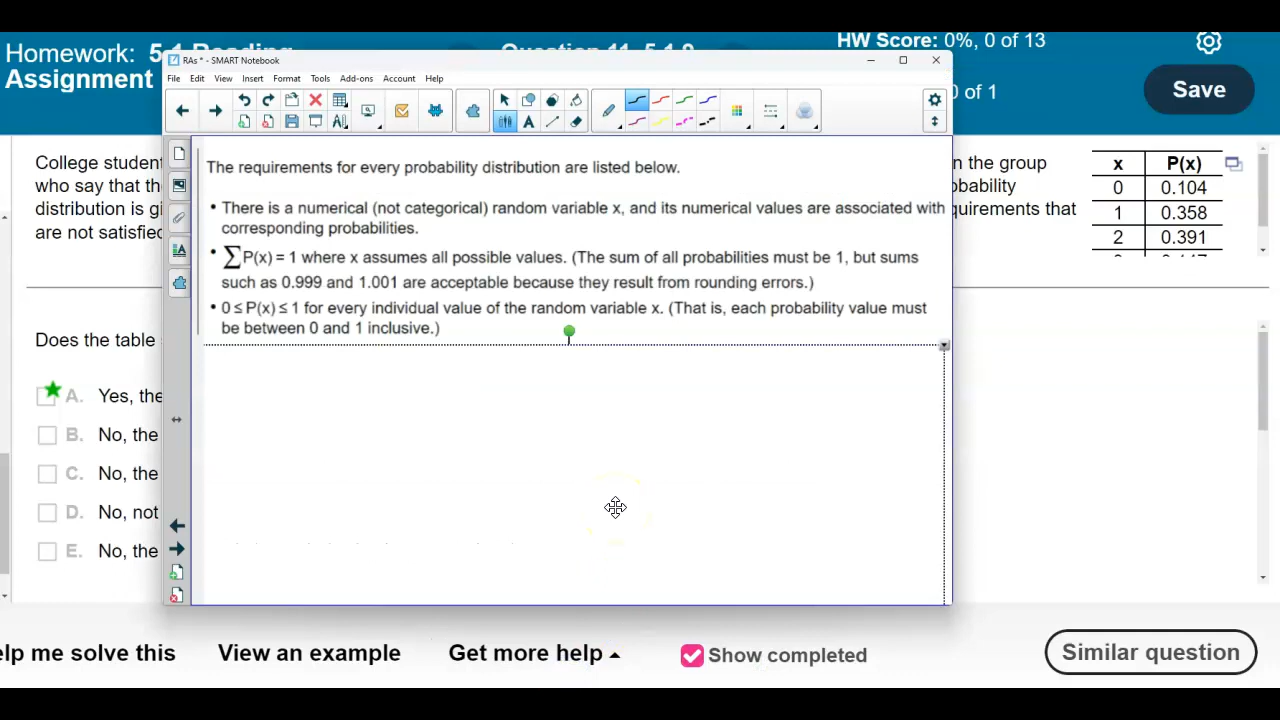 Homework: 5.1 Reading Question 11, 5.1.9 HW Score: 0%, 0 of 13
Assignment 0 of 1 Save
RAs * - SMART Notebook
File Edit View Insert Format Tools Add-ons Account Help
The requirements for every probability distribution are listed below.
• There is a numerical (not categorical) random variable x, and its numerical values are associated with
corresponding probabilities.
• ∑P(x) = 1 where x assumes all possible values. (The sum of all probabilities must be 1, but sums
such as 0.999 and 1.001 are acceptable because they result from rounding errors.)
• 0 ≤ P(x) ≤ 1 for every individual value of the random variable x. (That is, each probability value must
be between 0 and 1 inclusive.)
College student
who say that the
distribution is gi
are not satisfied
n the group
obability
quirements that
x P(x)
0 0.104
1 0.358
2 0.391
Does the table
A. Yes, the
B. No, the
C. No, the
D. No, not
E. No, the
elp me solve this View an example Get more help Show completed Similar question